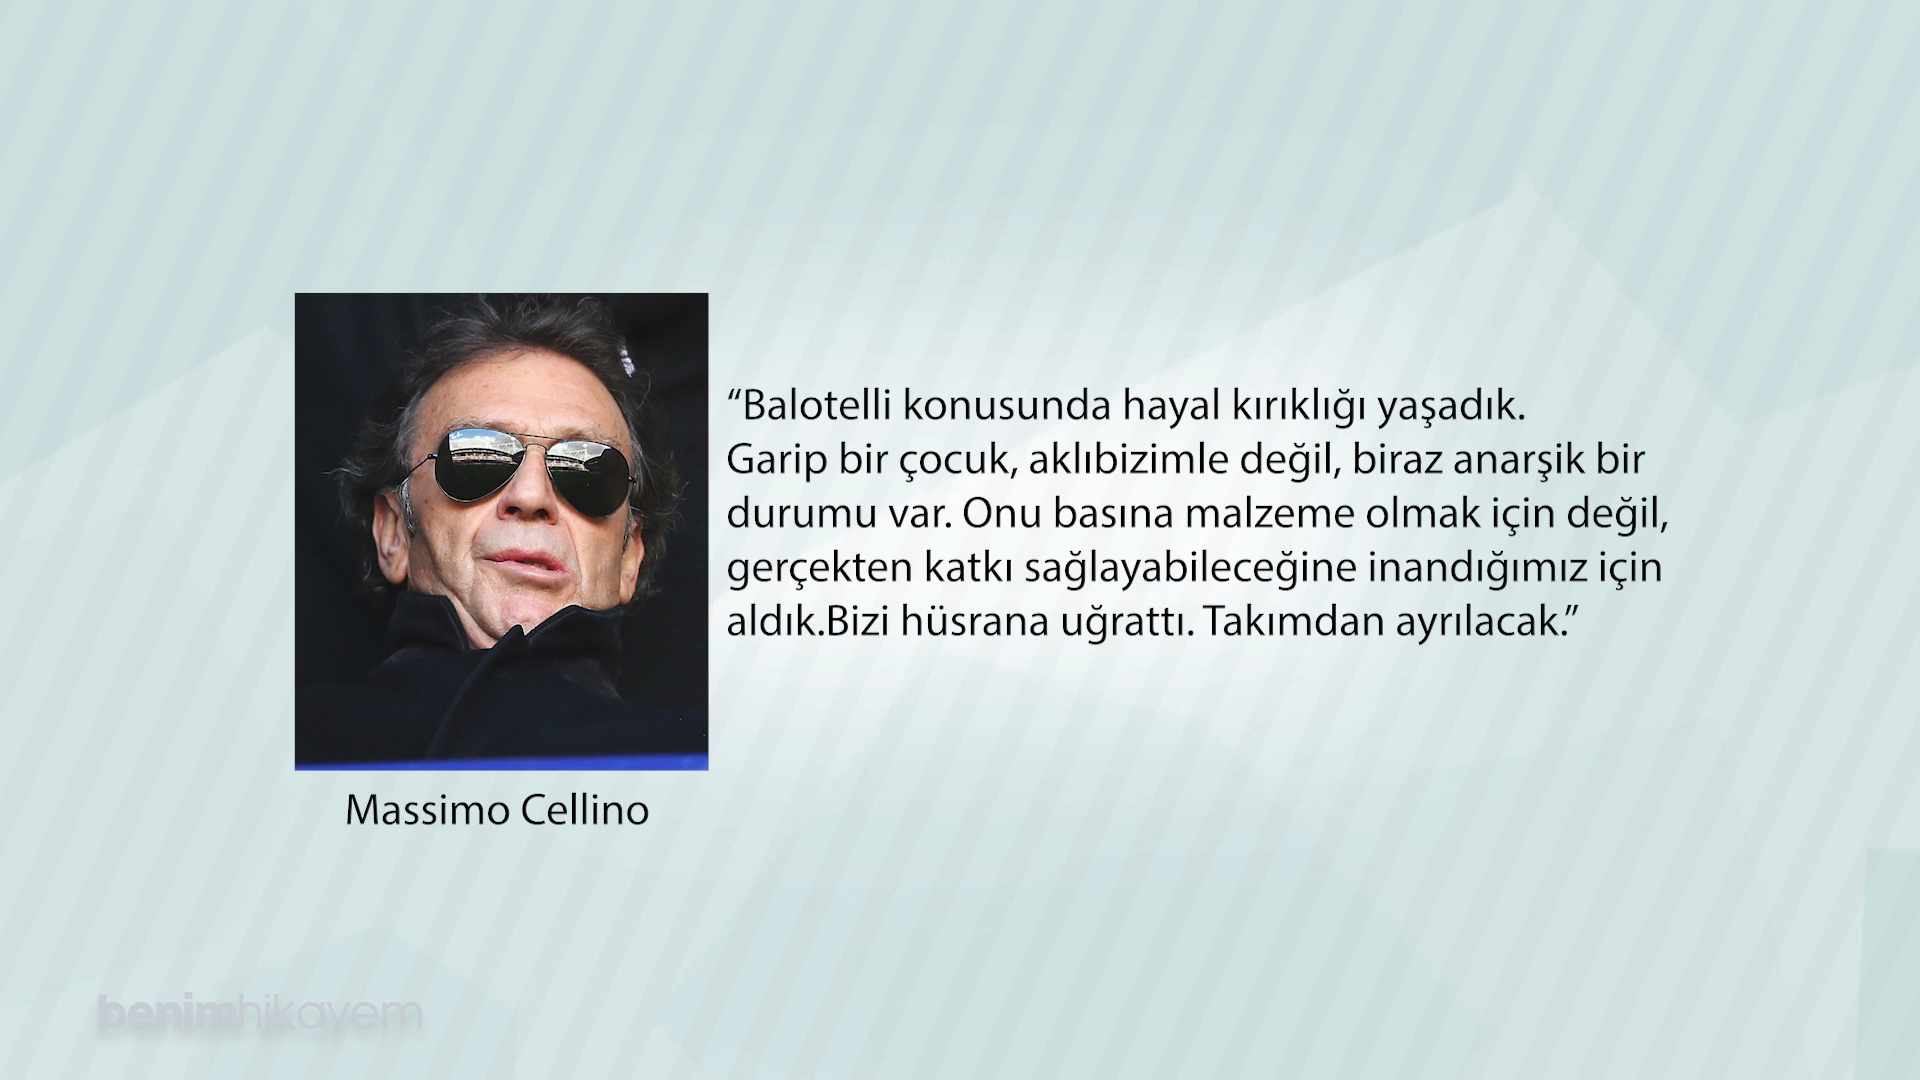 “Balotelli konusunda hayal kırıklığı yaşadık.
Garip bir çocuk, aklıbizimle değil, biraz anarşik bir
durumu var. Onu basına malzeme olmak için değil,
gerçekten katkı sağlayabileceğine inandığımız için
aldık.Bizi hüsrana uğrattı. Takımdan ayrılacak.”
Massimo Cellino
benimhikayem